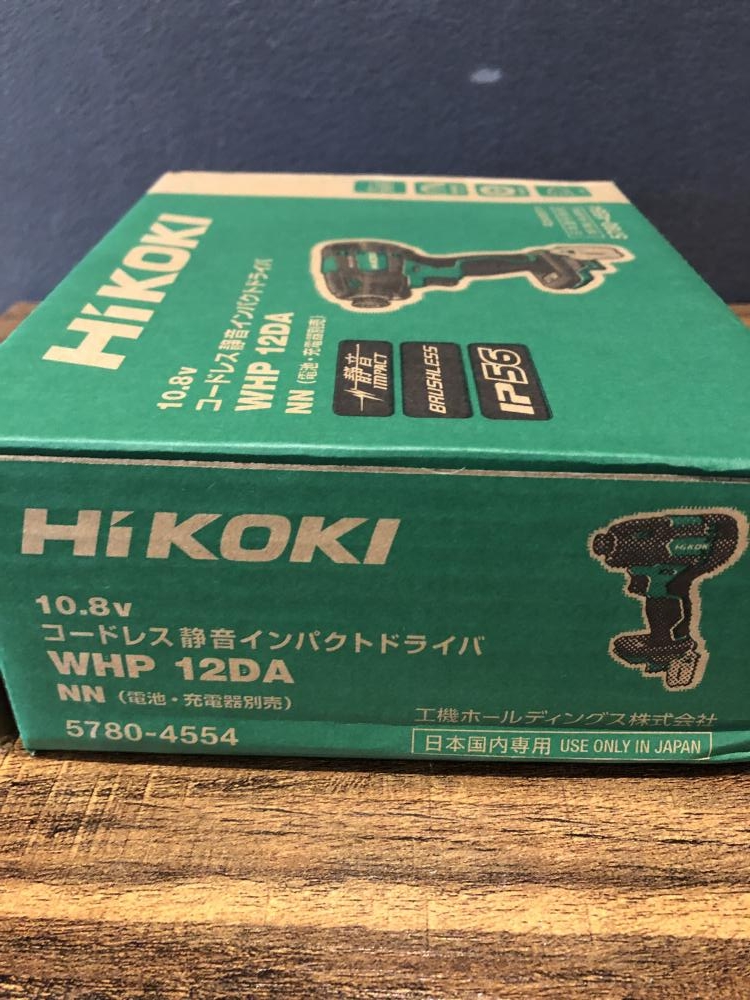 HiKOKI
10.8v
コードレス静音インパクトドライバ
WHP 12DA
NN（電池・充電器別売）
静音
IMPACT
BRUSHLESS
IP56
HiKOKI
10.8v
コードレス 静音インパクトドライバ
WHP 12DA
NN（電池・充電器別売）
5780-4554
HiKOKI
工機ホールディングス株式会社
日本国内専用 USE ONLY IN JAPAN